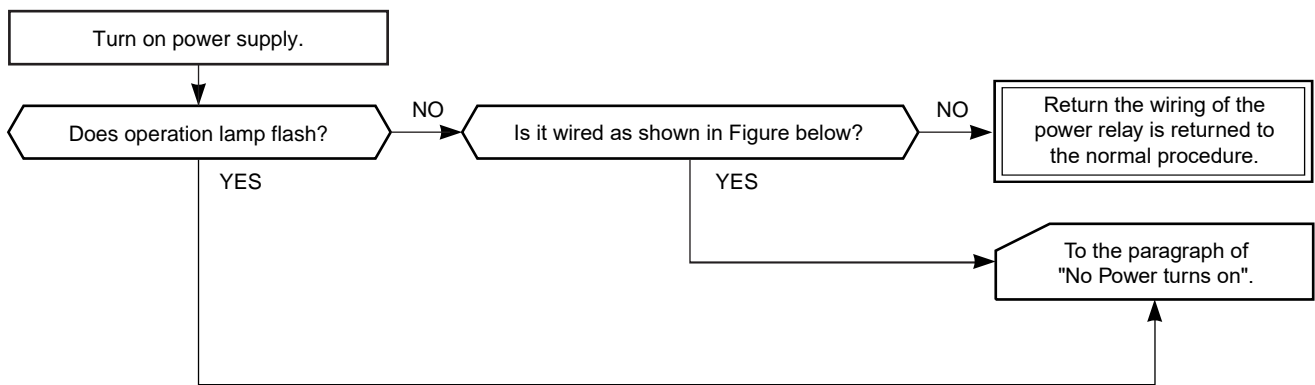 Turn on power supply.
Does operation lamp flash?
NO
Is it wired as shown in Figure below?
NO
Return the wiring of the
power relay is returned to
the normal procedure.
YES
YES
To the paragraph of
"No Power turns on".